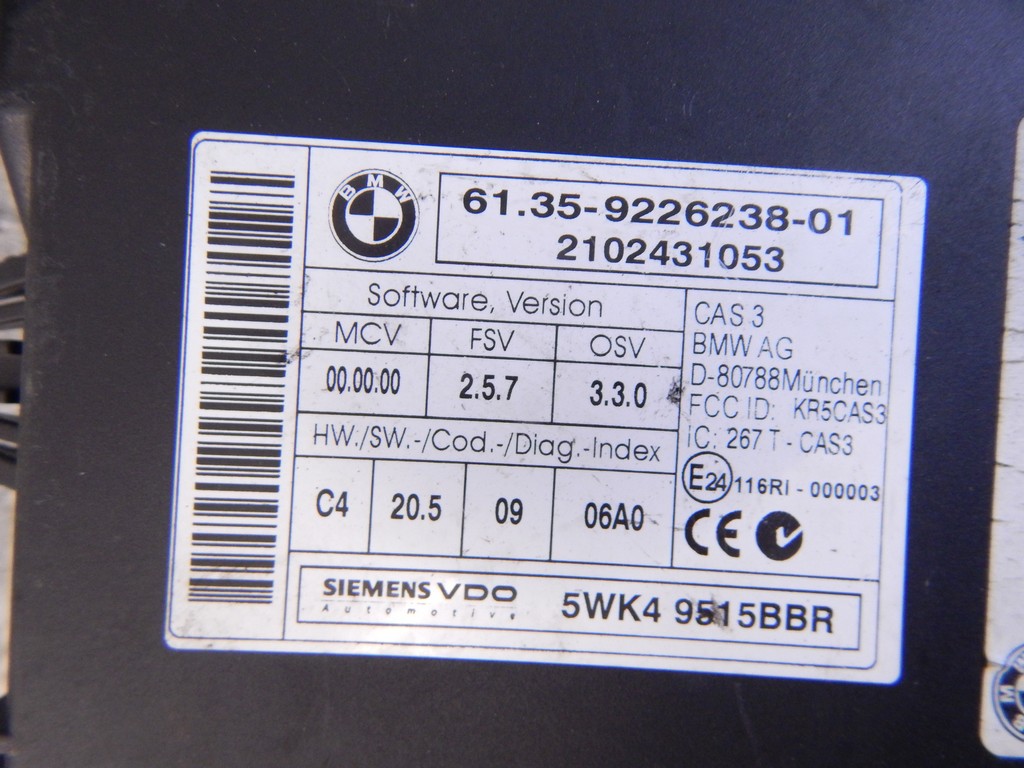 BMW
61.35-9226238-01
2102431053
Software, Version
MCV FSV OSV
00.00.00 2.5.7 3.3.0
HW./SW.-/Cod.-/Diag.-Index
C4 20.5 09 06A0
CAS 3
BMW AG
D-80788München
FCC ID: KR5CAS3
IC: 267 T - CAS3
E24 116RI - 000003
CE
SIEMENS VDO
Automotive
5WK4 9515BBR